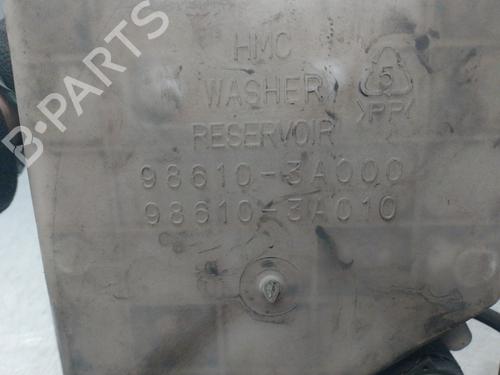 B-PARTS
HMC
WASHER
RESERVOIR
5
>PP<
98610-3A000
98610-3A010